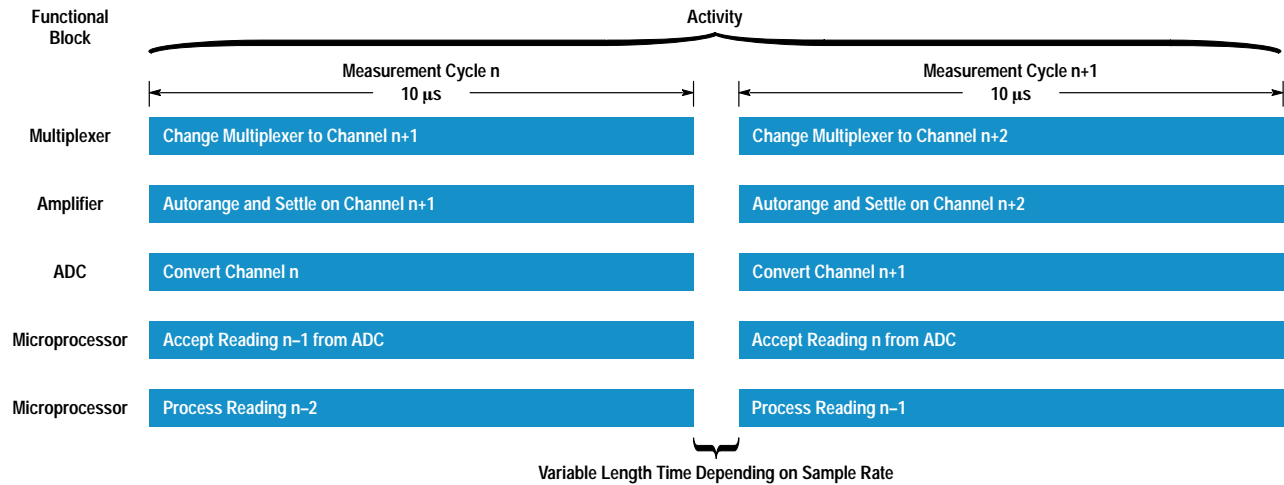 Functional
Block
Activity
Measurement Cycle n
10 µs
Measurement Cycle n+1
10 µs
Multiplexer
Change Multiplexer to Channel n+1
Change Multiplexer to Channel n+2
Amplifier
Autorange and Settle on Channel n+1
Autorange and Settle on Channel n+2
ADC
Convert Channel n
Convert Channel n+1
Microprocessor
Accept Reading n–1 from ADC
Accept Reading n from ADC
Microprocessor
Process Reading n–2
Process Reading n–1
Variable Length Time Depending on Sample Rate